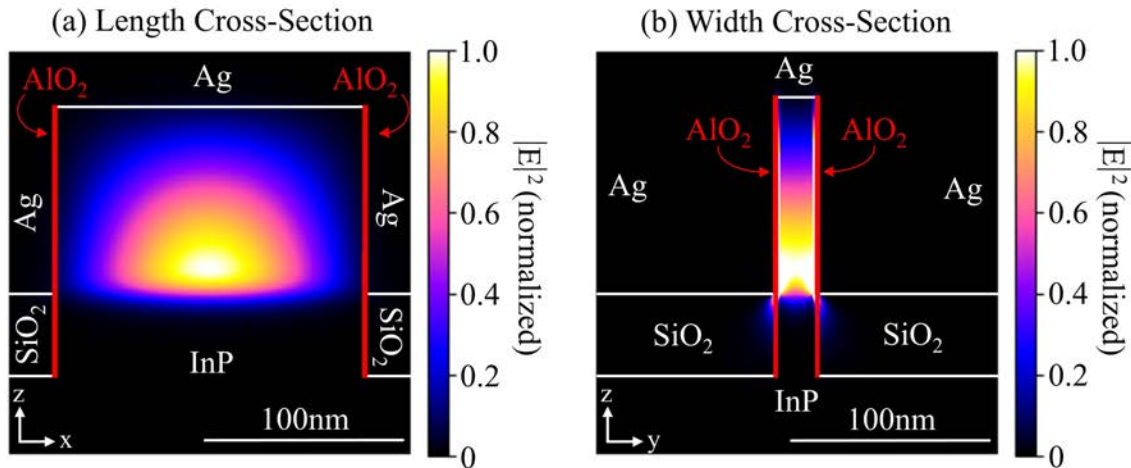 (a) Length Cross-Section
Ag
AlO₂
AlO₂
Ag
Ag
SiO₂
SiO₂
InP
z
x
100nm
1.0
0.8
0.6
0.4
0.2
0
|E|² (normalized)
(b) Width Cross-Section
Ag
AlO₂
AlO₂
Ag
Ag
SiO₂
SiO₂
InP
z
y
100nm
1.0
0.8
0.6
0.4
0.2
0
|E|² (normalized)